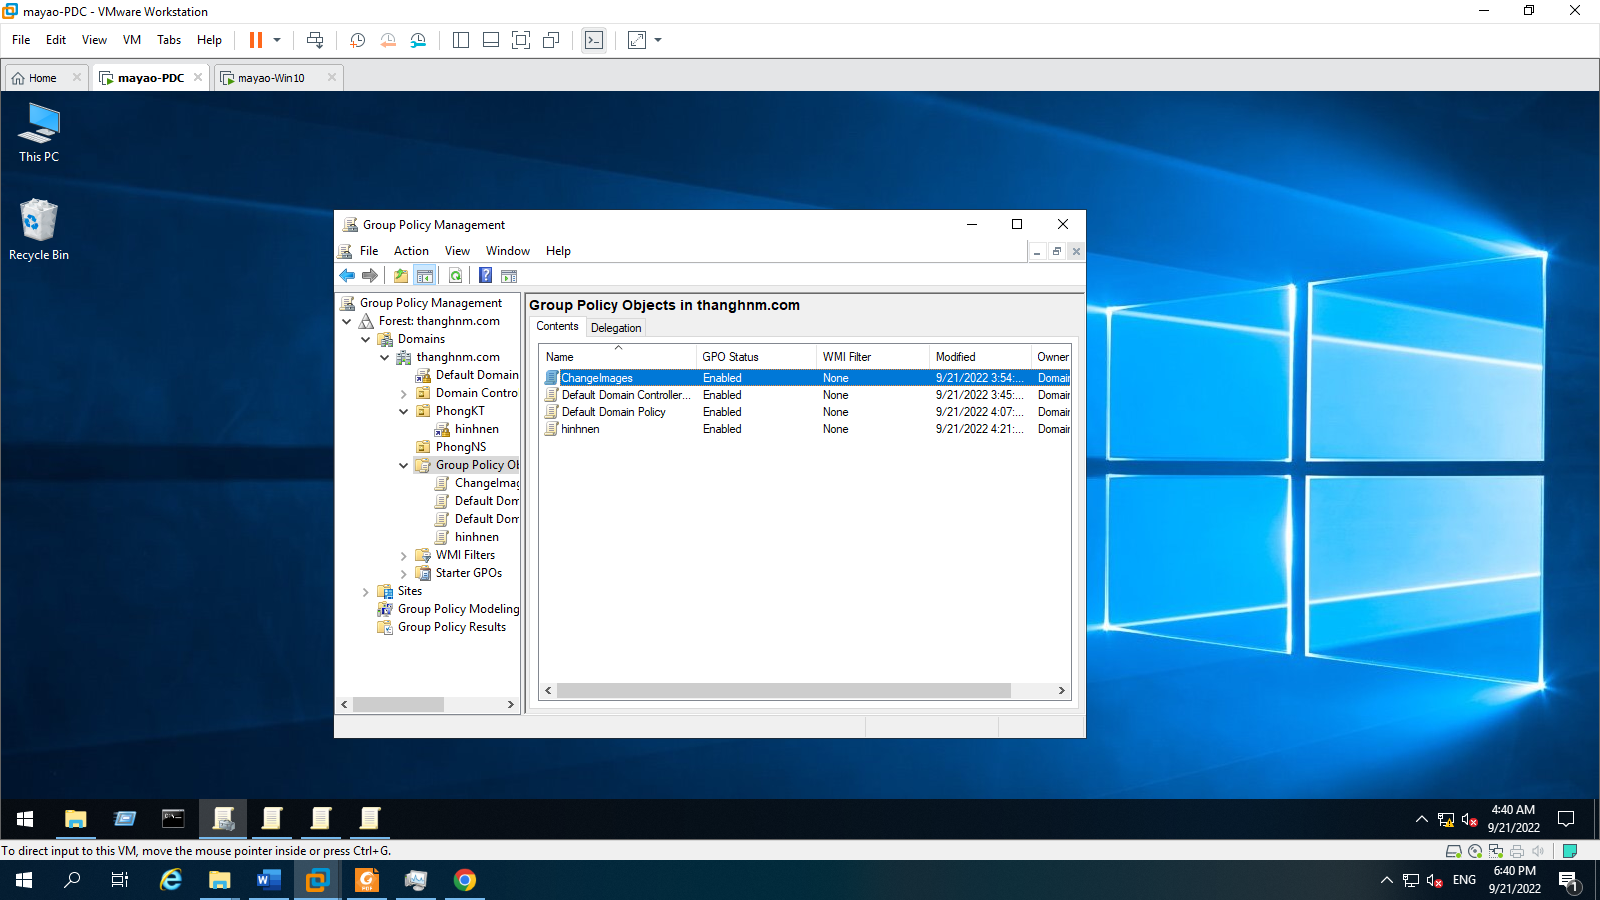 mayao-PDC - VMware Workstation
File Edit View VM Tabs Help
Home mayao-PDC mayao-Win10
This PC
Recycle Bin
Group Policy Management
File Action View Window Help
Group Policy Management
Forest: thanghnm.com
Domains
thanghnm.com
Default Domain
Domain Contro
PhongKT
hinhnen
PhongNS
Group Policy Ob
ChangeImag
Default Dom
Default Dom
hinhnen
WMI Filters
Starter GPOs
Sites
Group Policy Modeling
Group Policy Results
Group Policy Objects in thanghnm.com
Contents Delegation
Name GPO Status WMI Filter Modified Owner
ChangeImages Enabled None 9/21/2022 3:54:... Domair
Default Domain Controller... Enabled None 9/21/2022 3:45:... Domair
Default Domain Policy Enabled None 9/21/2022 4:07:... Domair
hinhnen Enabled None 9/21/2022 4:21:... Domair
4:40 AM
9/21/2022
To direct input to this VM, move the mouse pointer inside or press Ctrl+G.
ENG
6:40 PM
9/21/2022
1